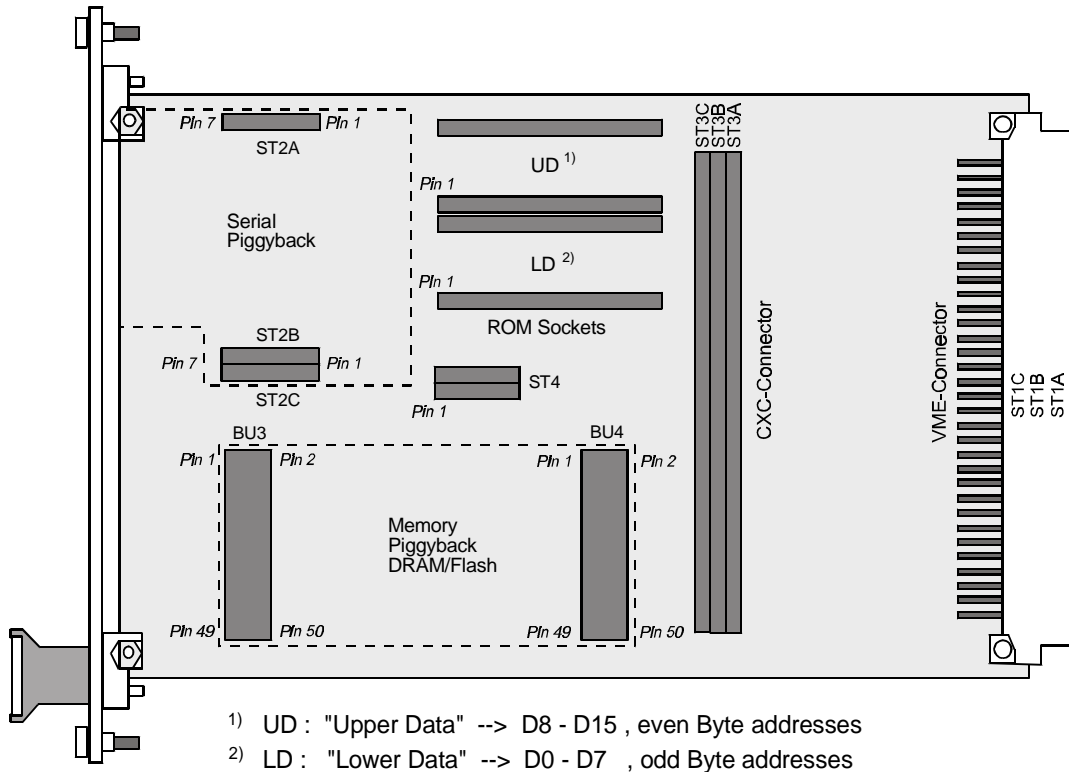 Pin 7
Pin 1
ST2A
ST3C
ST3B
ST3A
UD 1)
Pin 1
Serial
Piggyback
LD 2)
Pin 1
ROM Sockets
ST2B
Pin 7
Pin 1
ST2C
ST4
Pin 1
CXC-Connector
VME-Connector
ST1C
ST1B
ST1A
BU3
BU4
Pin 1
Pin 2
Pin 1
Pin 2
Memory
Piggyback
DRAM/Flash
Pin 49
Pin 50
Pin 49
Pin 50
1) UD : "Upper Data" --> D8 - D15 , even Byte addresses
2) LD : "Lower Data" --> D0 - D7 , odd Byte addresses